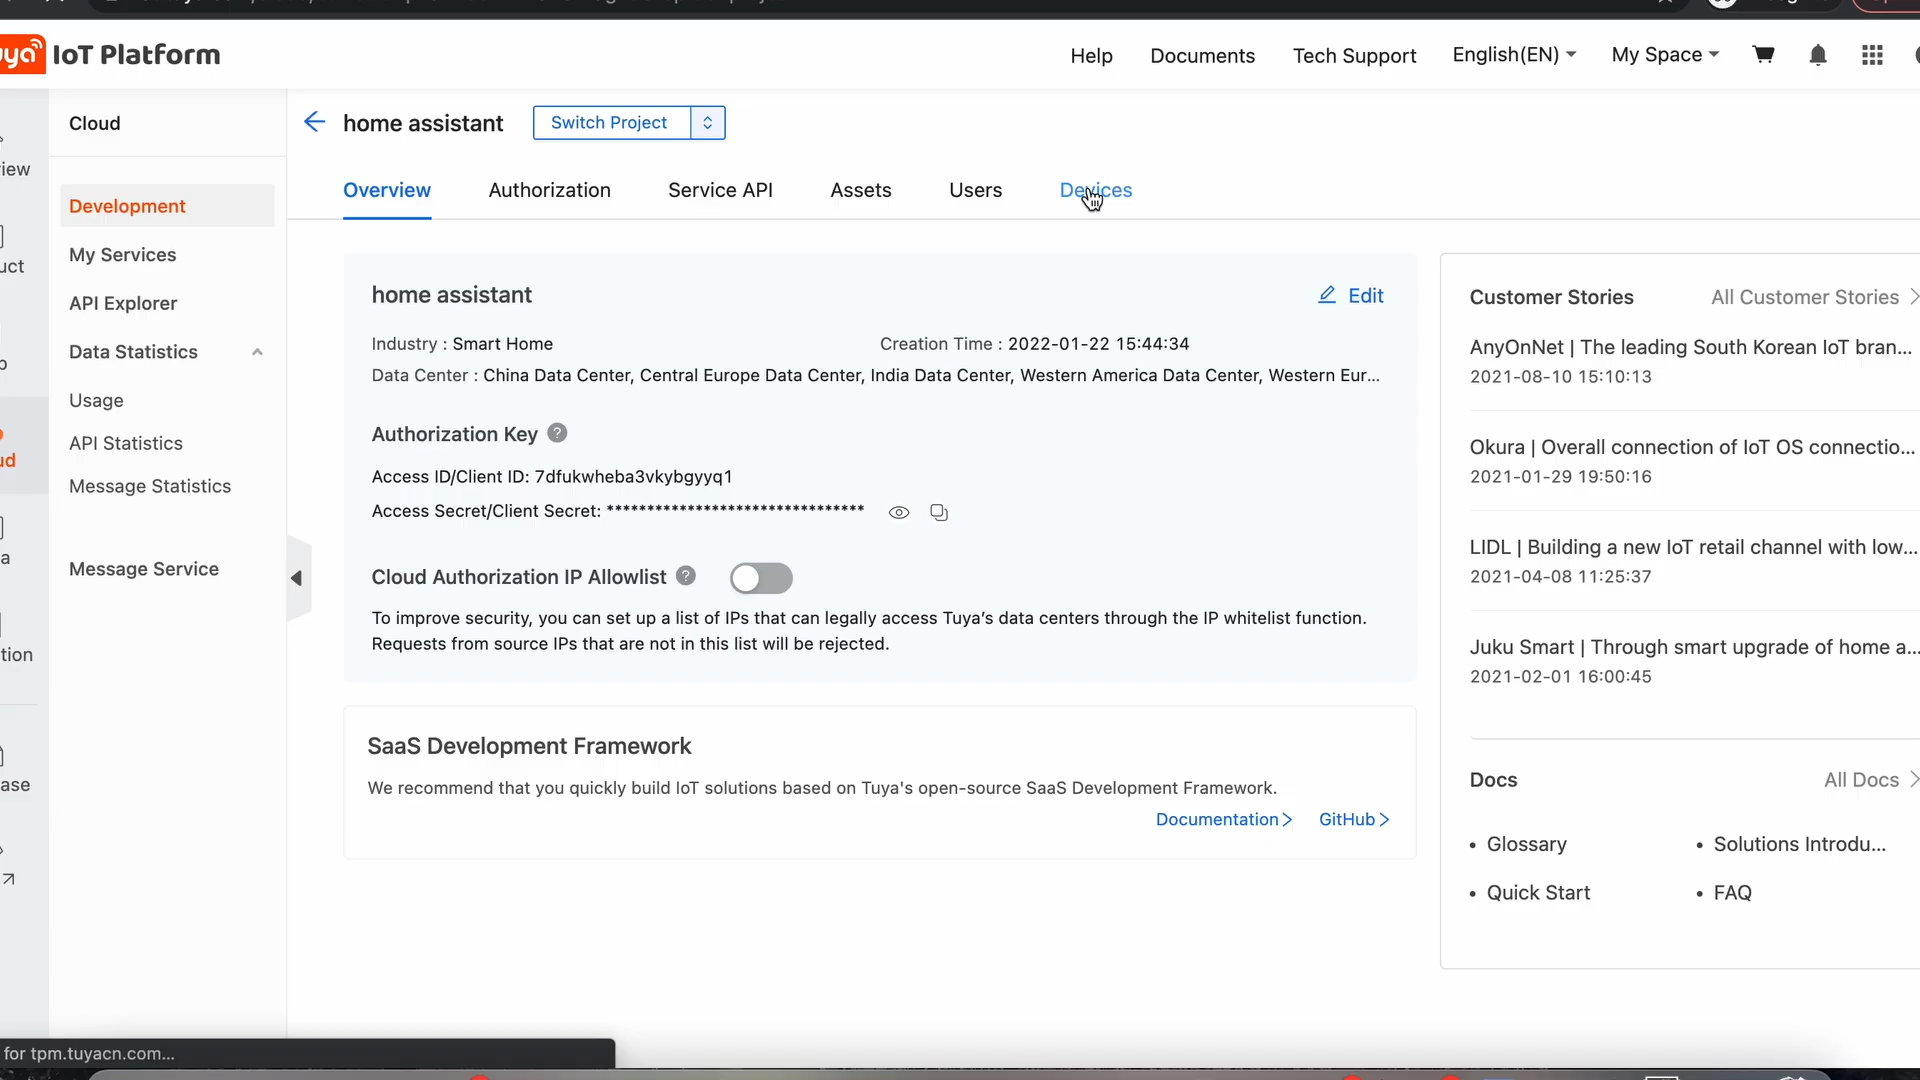 IoT Platform
Help
Documents
Tech Support
English(EN)
My Space
Cloud
home assistant
Switch Project
Overview
Authorization
Service API
Assets
Users
Devices
Development
My Services
API Explorer
Data Statistics
Usage
API Statistics
Message Statistics
Message Service
home assistant
Edit
Industry : Smart Home
Creation Time : 2022-01-22 15:44:34
Data Center : China Data Center, Central Europe Data Center, India Data Center, Western America Data Center, Western Eur...
Authorization Key ?
Access ID/Client ID: 7dfukwheba3vkybgyyq1
Access Secret/Client Secret: ********************************
Cloud Authorization IP Allowlist ?
To improve security, you can set up a list of IPs that can legally access Tuya's data centers through the IP whitelist function.
Requests from source IPs that are not in this list will be rejected.
SaaS Development Framework
We recommend that you quickly build IoT solutions based on Tuya's open-source SaaS Development Framework.
Documentation >
GitHub >
Customer Stories
All Customer Stories >
AnyOnNet | The leading South Korean IoT bran...
2021-08-10 15:10:13
Okura | Overall connection of IoT OS connectio...
2021-01-29 19:50:16
LIDL | Building a new IoT retail channel with low...
2021-04-08 11:25:37
Juku Smart | Through smart upgrade of home a...
2021-02-01 16:00:45
Docs
All Docs >
• Glossary
• Solutions Introdu...
• Quick Start
• FAQ
for tpm.tuyacn.com...